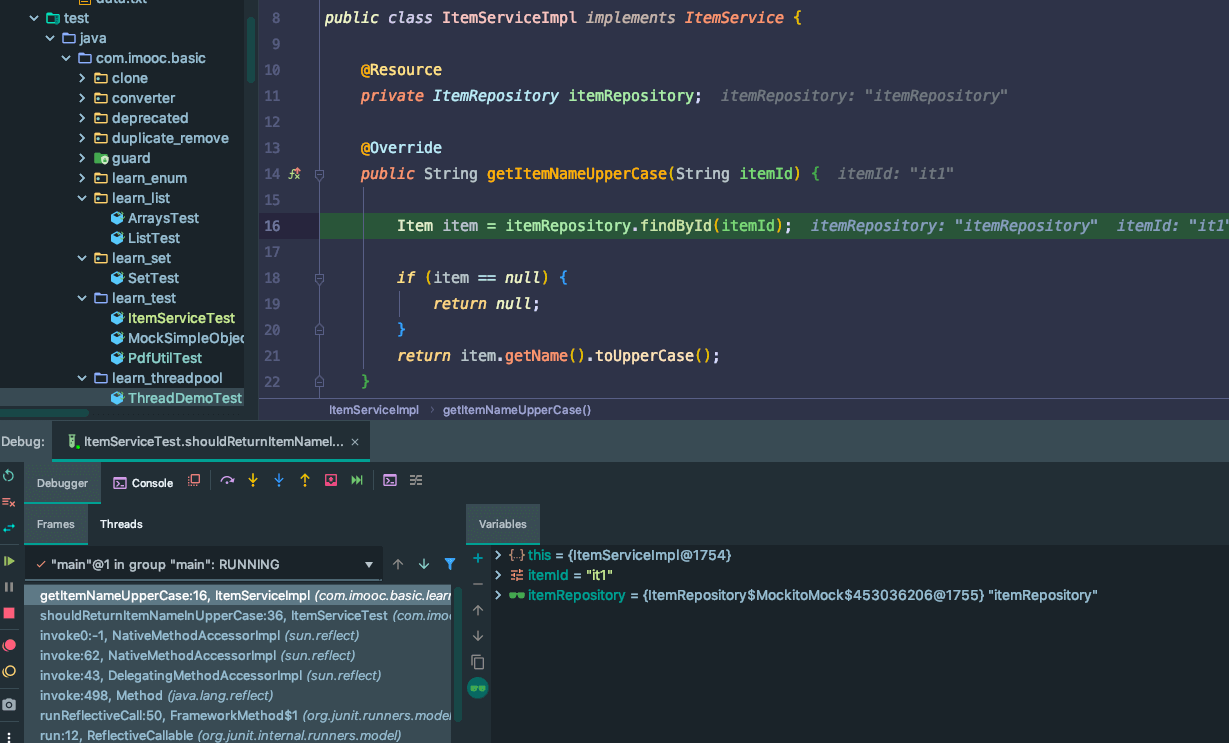 data.txt
test
java
com.imooc.basic
clone
converter
deprecated
duplicate_remove
guard
learn_enum
learn_list
ArraysTest
ListTest
learn_set
SetTest
learn_test
ItemServiceTest
MockSimpleObjec
PdfUtilTest
learn_threadpool
ThreadDemoTest
8 public class ItemServiceImpl implements ItemService {
9
10 @Resource
11 private ItemRepository itemRepository; itemRepository: "itemRepository"
12
13 @Override
14 public String getItemNameUpperCase(String itemId) { itemId: "it1"
15
16 Item item = itemRepository.findById(itemId); itemRepository: "itemRepository" itemId: "it1"
17
18 if (item == null) {
19 return null;
20 }
21 return item.getName().toUpperCase();
22 }
ItemServiceImpl > getItemNameUpperCase()
Debug: ItemServiceTest.shouldReturnItemNameI... ×
Debugger Console
Frames Threads
"main"@1 in group "main": RUNNING
getItemNameUpperCase:16, ItemServiceImpl (com.imooc.basic.learn
shouldReturnItemNameInUpperCase:36, ItemServiceTest (com.imoo
invoke0:-1, NativeMethodAccessorImpl (sun.reflect)
invoke:62, NativeMethodAccessorImpl (sun.reflect)
invoke:43, DelegatingMethodAccessorImpl (sun.reflect)
invoke:498, Method (java.lang.reflect)
runReflectiveCall:50, FrameworkMethod$1 (org.junit.runners.model
run:12, ReflectiveCallable (org.junit.internal.runners.model)
Variables
this = {ItemServiceImpl@1754}
itemId = "it1"
itemRepository = {ItemRepository$MockitoMock$453036206@1755} "itemRepository"